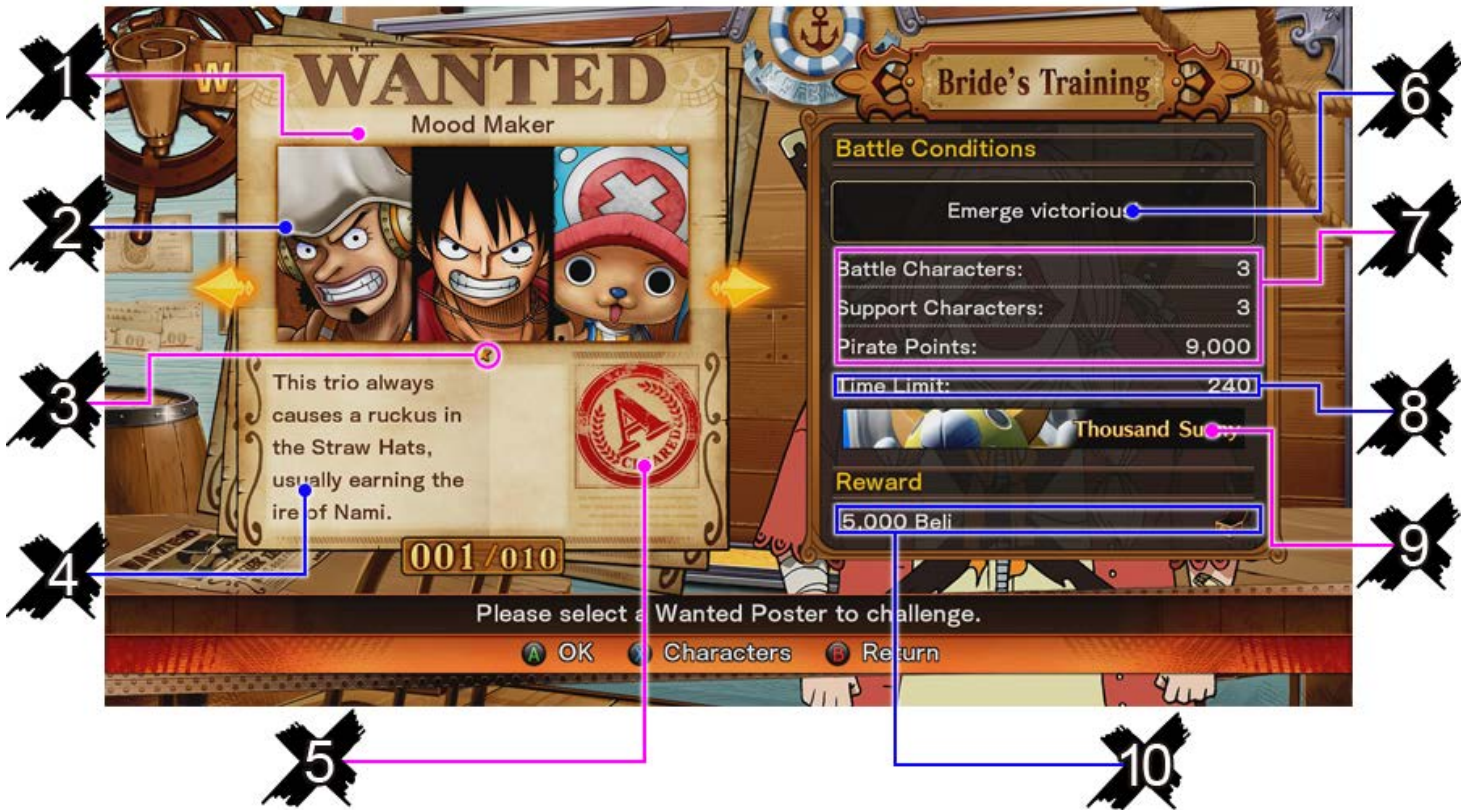 1
WANTED
Mood Maker
2
3
This trio always
causes a ruckus in
the Straw Hats,
usually earning the
ire of Nami.
A
CLEARED
4
001/010
5
Bride's Training
6
Battle Conditions
Emerge victorious
7
Battle Characters: 3
Support Characters: 3
Pirate Points: 9,000
Time Limit: 240
8
Thousand Sunny
9
Reward
5,000 Beli
10
Please select a Wanted Poster to challenge.
A OK X Characters B Return